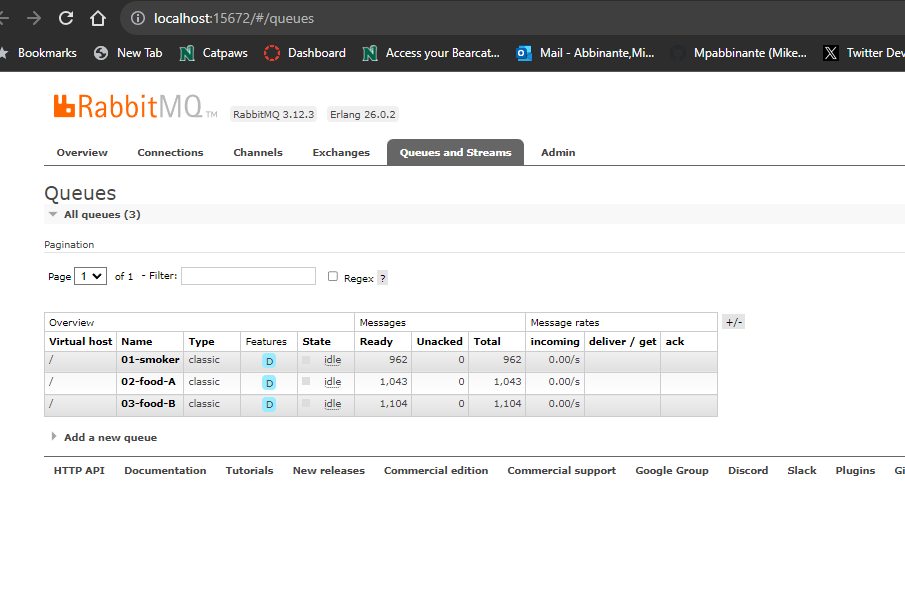 localhost:15672/#/queues
Bookmarks New Tab Catpaws Dashboard Access your Bearcat... Mail - Abbinante,Mi... Mpabbinante (Mike... Twitter Dev
RabbitMQ TM RabbitMQ 3.12.3 Erlang 26.0.2
Overview Connections Channels Exchanges Queues and Streams Admin
Queues
All queues (3)
Pagination
Page 1 of 1 - Filter: Regex ?
Overview Messages Message rates +/-
Virtual host Name Type Features State Ready Unacked Total incoming deliver / get ack
/ 01-smoker classic D idle 962 0 962 0.00/s
/ 02-food-A classic D idle 1,043 0 1,043 0.00/s
/ 03-food-B classic D idle 1,104 0 1,104 0.00/s
Add a new queue
HTTP API Documentation Tutorials New releases Commercial edition Commercial support Google Group Discord Slack Plugins Gi